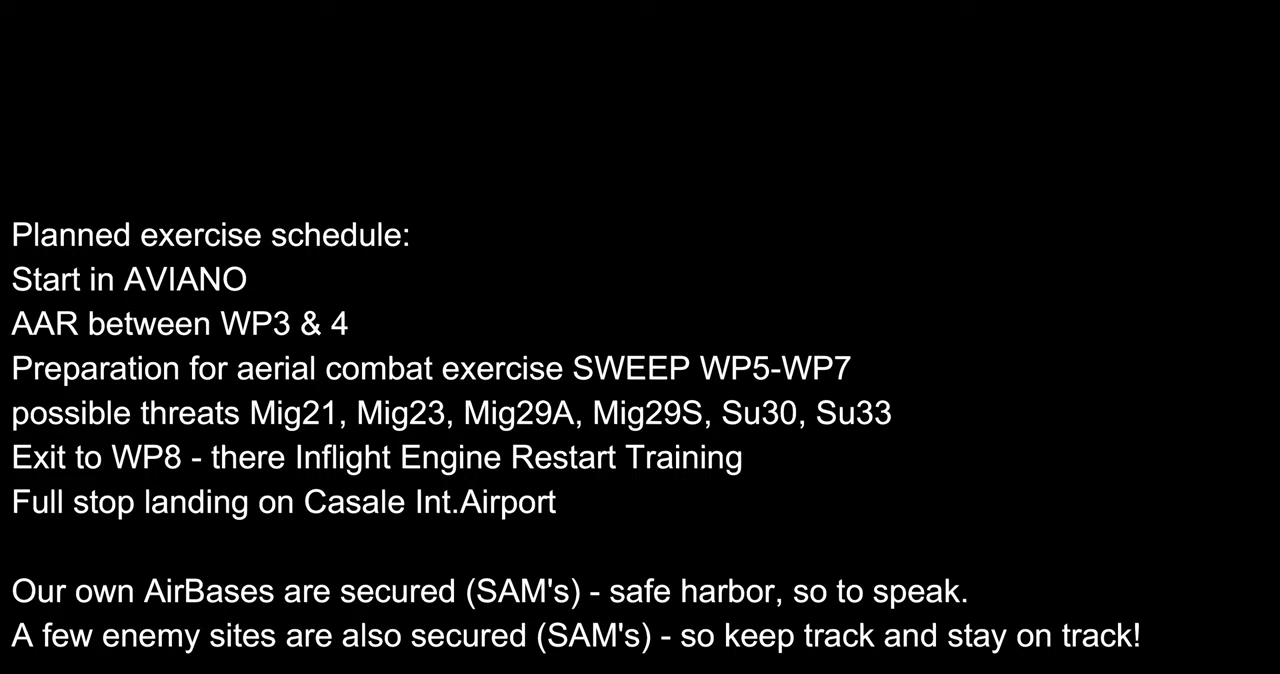 Planned exercise schedule:
Start in AVIANO
AAR between WP3 & 4
Preparation for aerial combat exercise SWEEP WP5-WP7
possible threats Mig21, Mig23, Mig29A, Mig29S, Su30, Su33
Exit to WP8 - there Inflight Engine Restart Training
Full stop landing on Casale Int.Airport
Our own AirBases are secured (SAM's) - safe harbor, so to speak.
A few enemy sites are also secured (SAM's) - so keep track and stay on track!